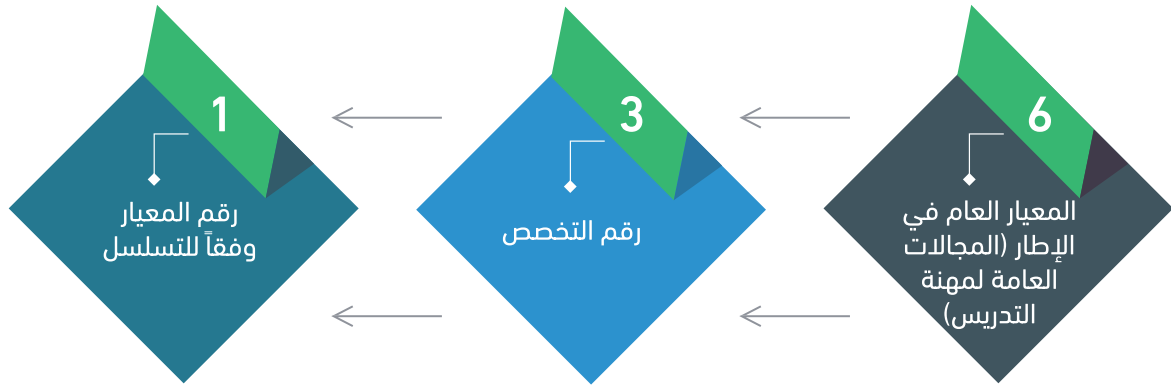 6
المعيار العام في
الإطار (المجالات
العامة لمهنة
التدريس)
3
رقم التخصص
1
رقم المعيار
وفقاً للتسلسل